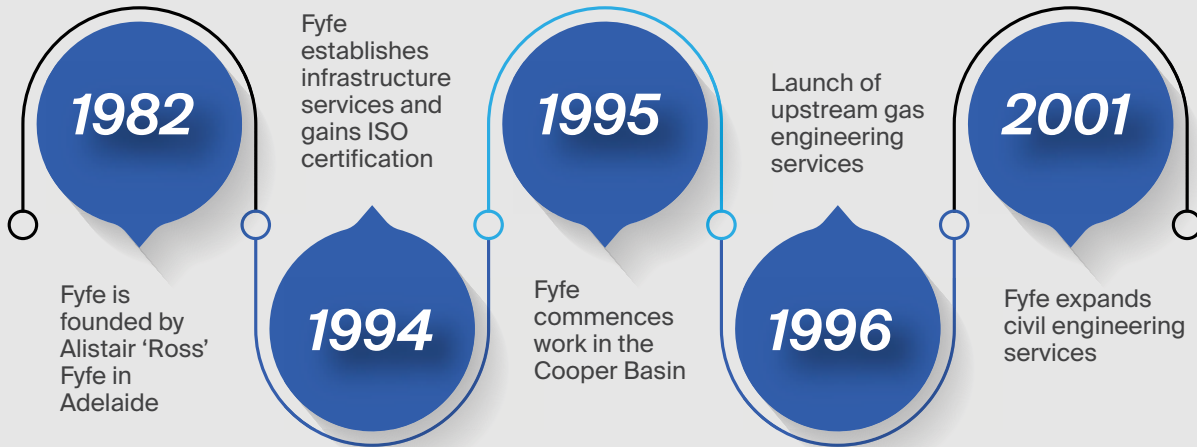 1982
Fyfe is
founded by
Alistair ‘Ross’
Fyfe in
Adelaide
Fyfe
establishes
infrastructure
services and
gains ISO
certification
1994
1995
Fyfe
commences
work in the
Cooper Basin
Launch of
upstream gas
engineering
services
1996
2001
Fyfe expands
civil engineering
services